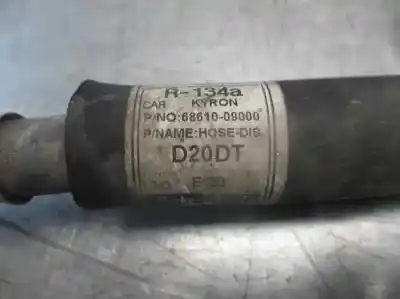 R-134a
CAR KYRON
P/NO:68610-09000
P/NAME:HOSE-DIS
D20DT